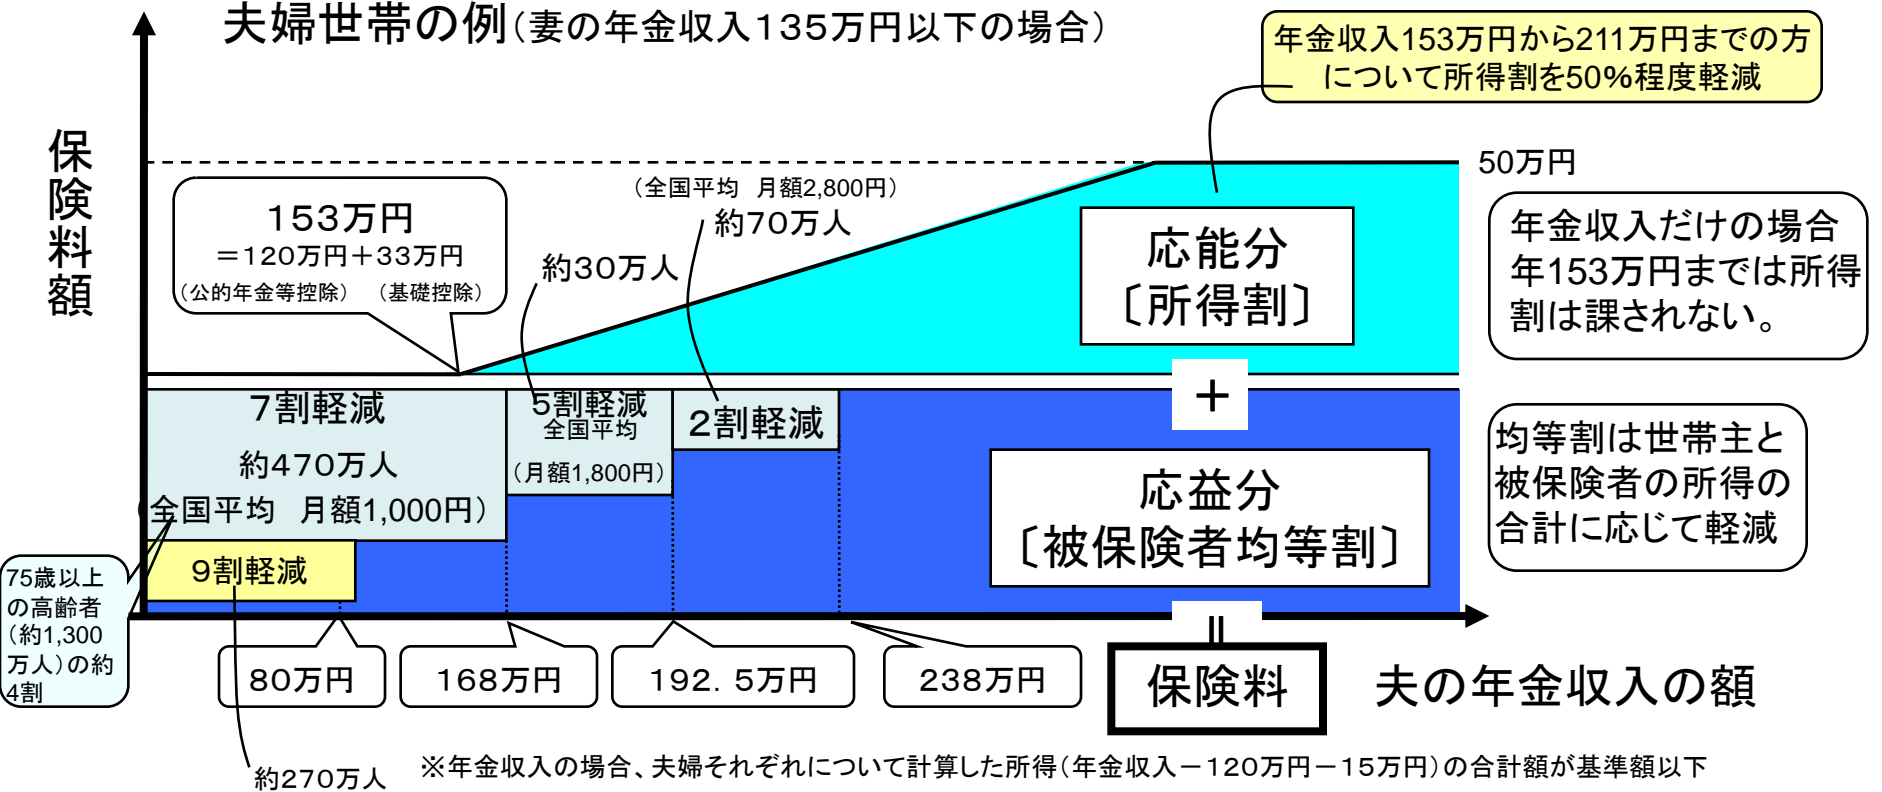 夫婦世帯の例（妻の年金収入１３５万円以下の場合）
年金収入153万円から211万円までの方
について所得割を50％程度軽減
保険料額
50万円
１５３万円
＝１２０万円＋３３万円
（公的年金等控除）　（基礎控除）
（全国平均　月額2,800円）
約７０万人
約３０万人
応能分
〔所得割〕
年金収入だけの場合
年153万円までは所得
割は課されない。
＋
７割軽減
約４７０万人
（全国平均　月額1,000円）
５割軽減
全国平均
（月額1,800円）
２割軽減
応益分
〔被保険者均等割〕
均等割は世帯主と
被保険者の所得の
合計に応じて軽減
９割軽減
75歳以上
の高齢者
（約1,300
万人）の約
4割
８０万円
１６８万円
１９２．５万円
２３８万円
＝
保険料
夫の年金収入の額
約２７０万人
※年金収入の場合、夫婦それぞれについて計算した所得（年金収入－１２０万円－１５万円）の合計額が基準額以下